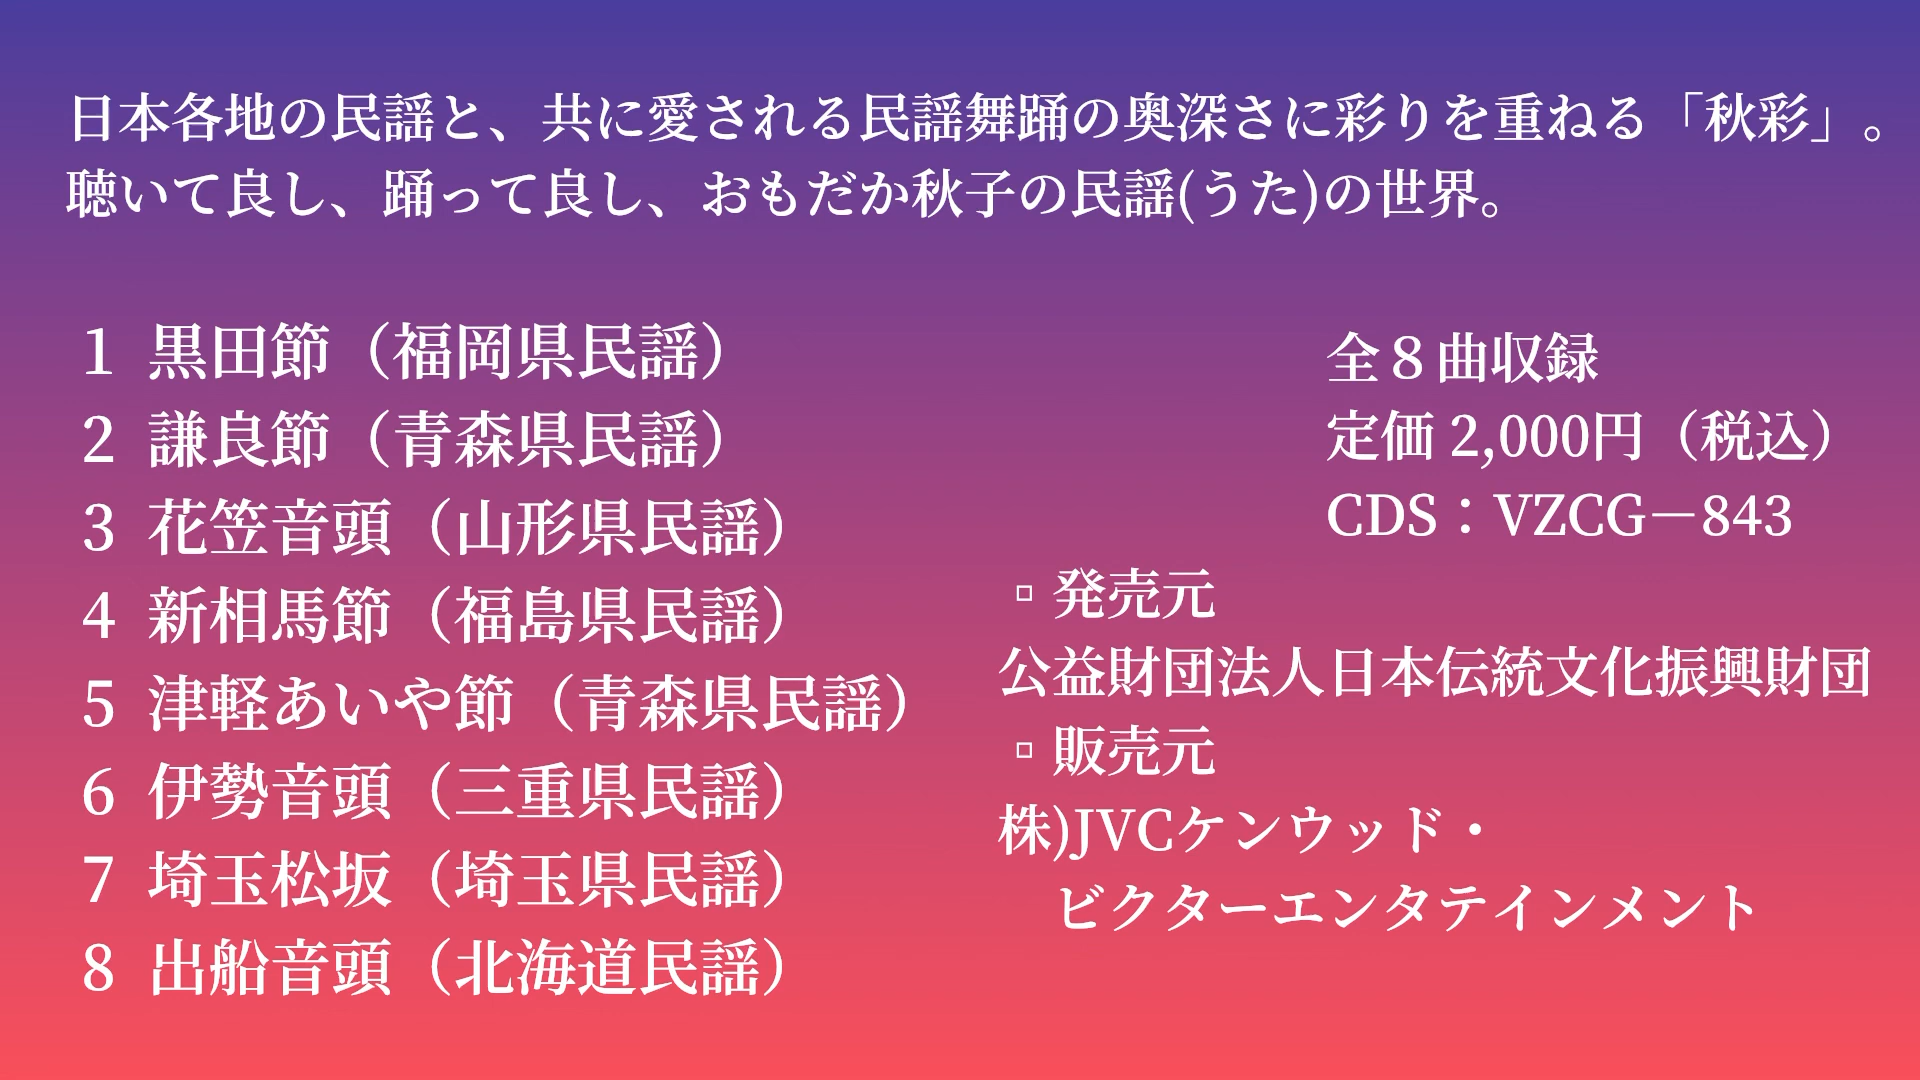 日本各地の民謡と、共に愛される民謡舞踊の奥深さに彩りを重ねる「秋彩」。
聴いて良し、踊って良し、おもだか秋子の民謡(うた)の世界。
1 黒田節（福岡県民謡）
2 謙良節（青森県民謡）
3 花笠音頭（山形県民謡）
4 新相馬節（福島県民謡）
5 津軽あいや節（青森県民謡）
6 伊勢音頭（三重県民謡）
7 埼玉松坂（埼玉県民謡）
8 出船音頭（北海道民謡）
全８曲収録
定価 2,000円（税込）
CDS：VZCG－843
▫ 発売元
公益財団法人日本伝統文化振興財団
▫ 販売元
株)JVCケンウッド・
ビクターエンタテインメント